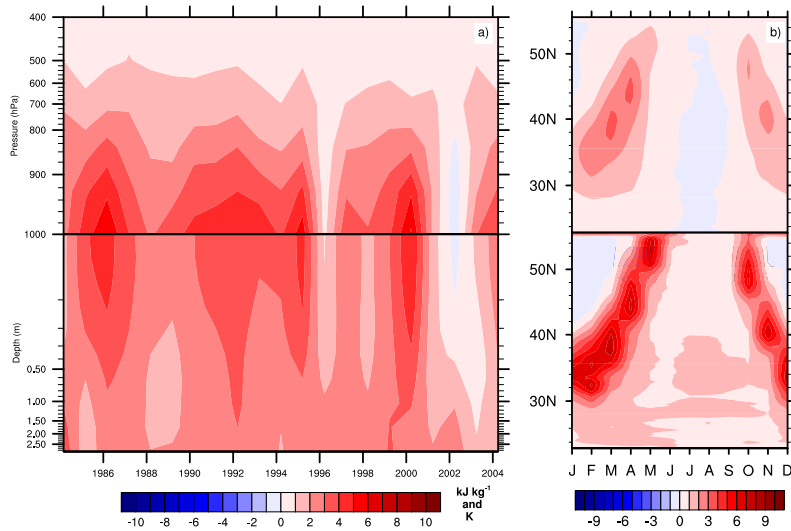 a)
400
500
600
700
800
900
1000
0.50
1.00
1.50
2.00
2.50
Pressure (hPa)
Depth (m)
1986 1988 1990 1992 1994 1996 1998 2000 2002 2004
-10 -8 -6 -4 -2 0 2 4 6 8 10
kJ kg⁻¹
and
K
b)
50N
40N
30N
50N
40N
30N
J F M A M J J A S O N D
-9 -6 -3 0 3 6 9